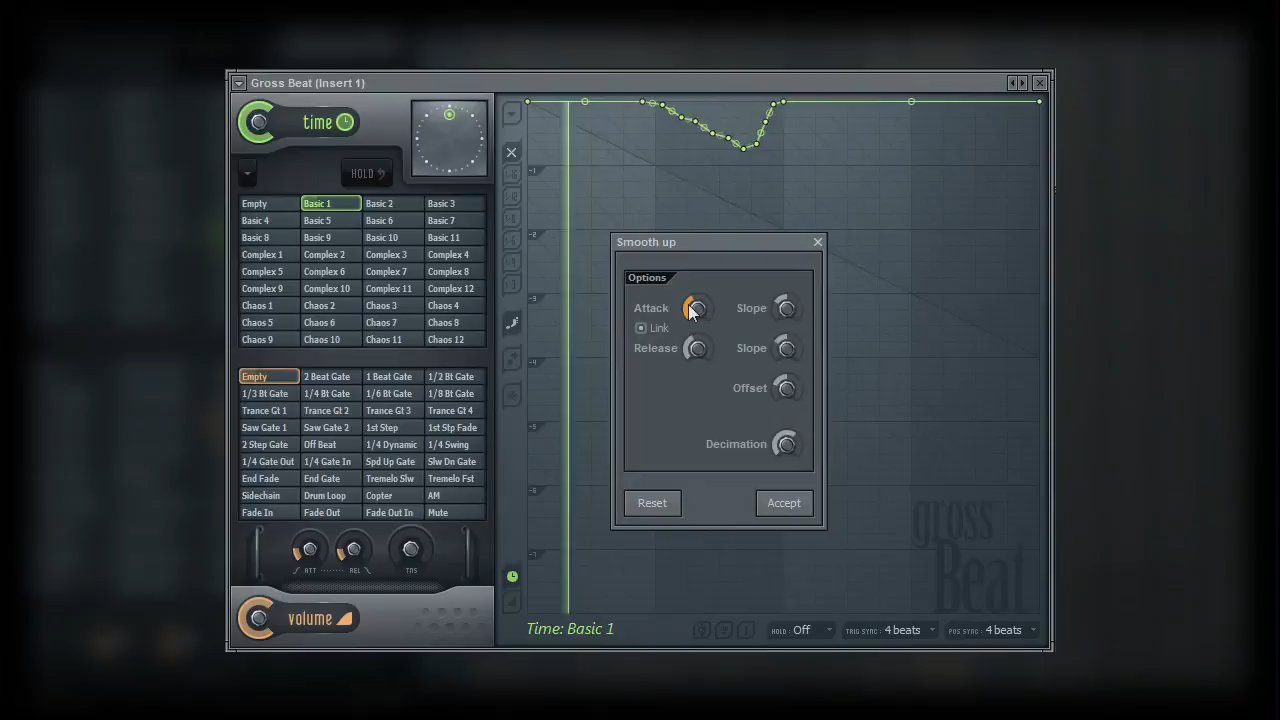 Gross Beat (Insert 1)
time
HOLD
Empty Basic 1 Basic 2 Basic 3
Basic 4 Basic 5 Basic 6 Basic 7
Basic 8 Basic 9 Basic 10 Basic 11
Complex 1 Complex 2 Complex 3 Complex 4
Complex 5 Complex 6 Complex 7 Complex 8
Complex 9 Complex 10 Complex 11 Complex 12
Chaos 1 Chaos 2 Chaos 3 Chaos 4
Chaos 5 Chaos 6 Chaos 7 Chaos 8
Chaos 9 Chaos 10 Chaos 11 Chaos 12
Empty 2 Beat Gate 1 Beat Gate 1/2 Bt Gate
1/3 Bt Gate 1/4 Bt Gate 1/6 Bt Gate 1/8 Bt Gate
Trance Gt 1 Trance Gt 2 Trance Gt 3 Trance Gt 4
Saw Gate 1 Saw Gate 2 1st Step 1st Stp Fade
2 Step Gate Off Beat 1/4 Dynamic 1/4 Swing
1/4 Gate Out 1/4 Gate In Spd Up Gate Slw Dn Gate
End Fade End Gate Tremelo Slw Tremelo Fst
Sidechain Drum Loop Copter AM
Fade In Fade Out Fade Out In Mute
ATT REL TNS
volume
-1
-2
-3
-4
-5
-6
-7
Smooth up
Options
Attack Slope
Link
Release Slope
Offset
Decimation
Reset Accept
gross
Beat
Time: Basic 1
HOLD: Off TRIG SYNC: 4 beats POS SYNC: 4 beats